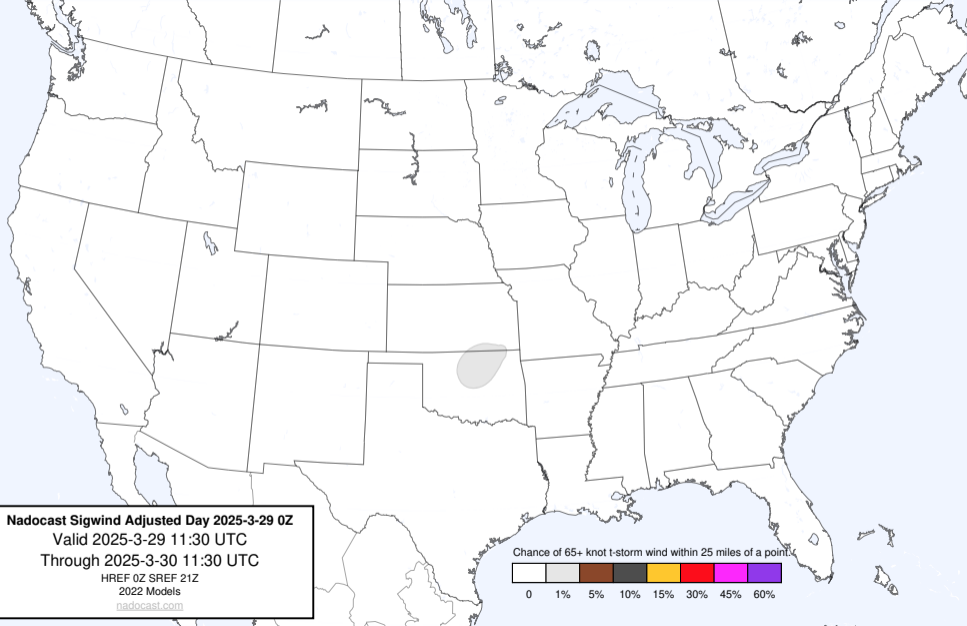 Nadocast Sigwind Adjusted Day 2025-3-29 0Z
Valid 2025-3-29 11:30 UTC
Through 2025-3-30 11:30 UTC
HREF 0Z SREF 21Z
2022 Models
nadocast.com
Chance of 65+ knot t-storm wind within 25 miles of a point.
0 1% 5% 10% 15% 30% 45% 60%